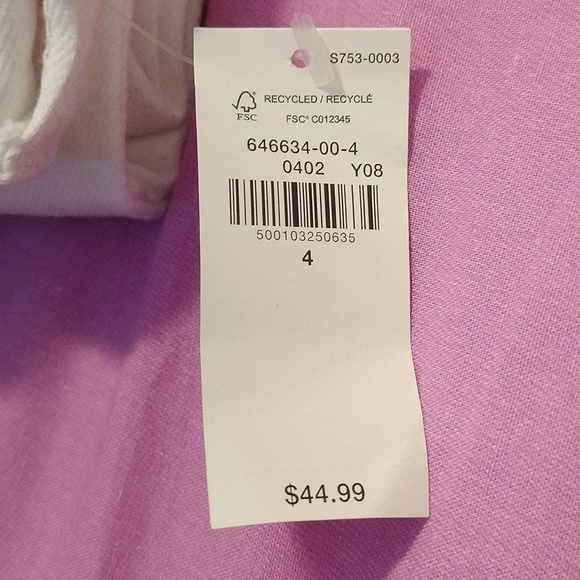 S753-0003
RECYCLED / RECYCLÉ
FSC
FSC® C012345
646634-00-4
0402 Y08
500103250635
4
$44.99